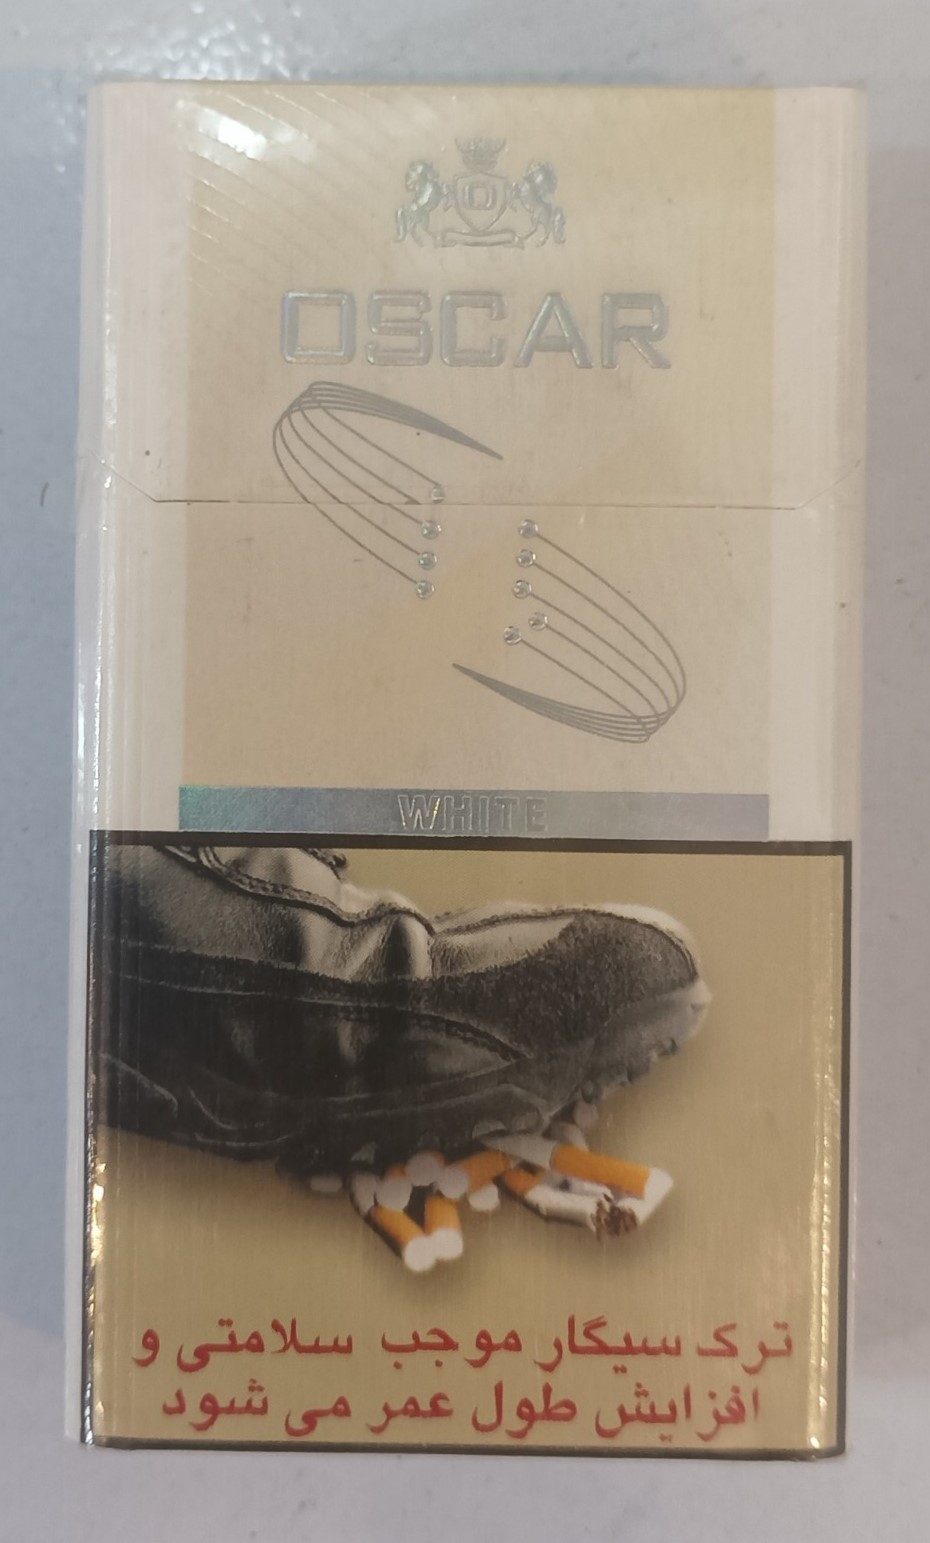 D
OSCAR
WHITE
ترک سیگار موجب سلامتی و
افزایش طول عمر می شود